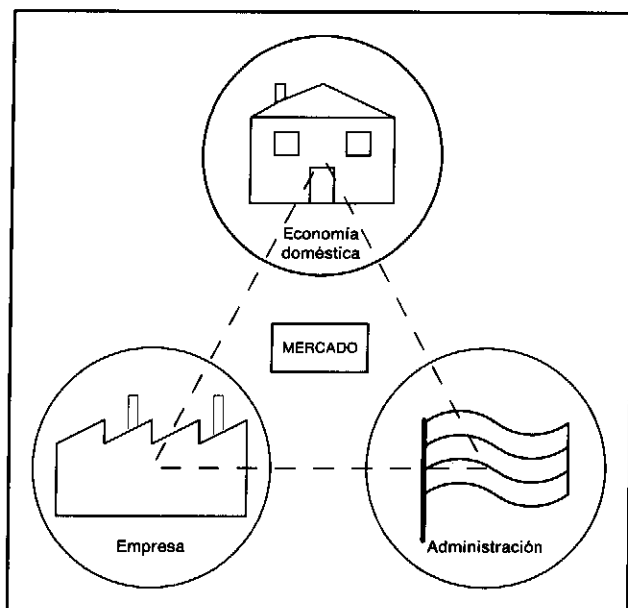 Economía
doméstica
MERCADO
Empresa
Administración